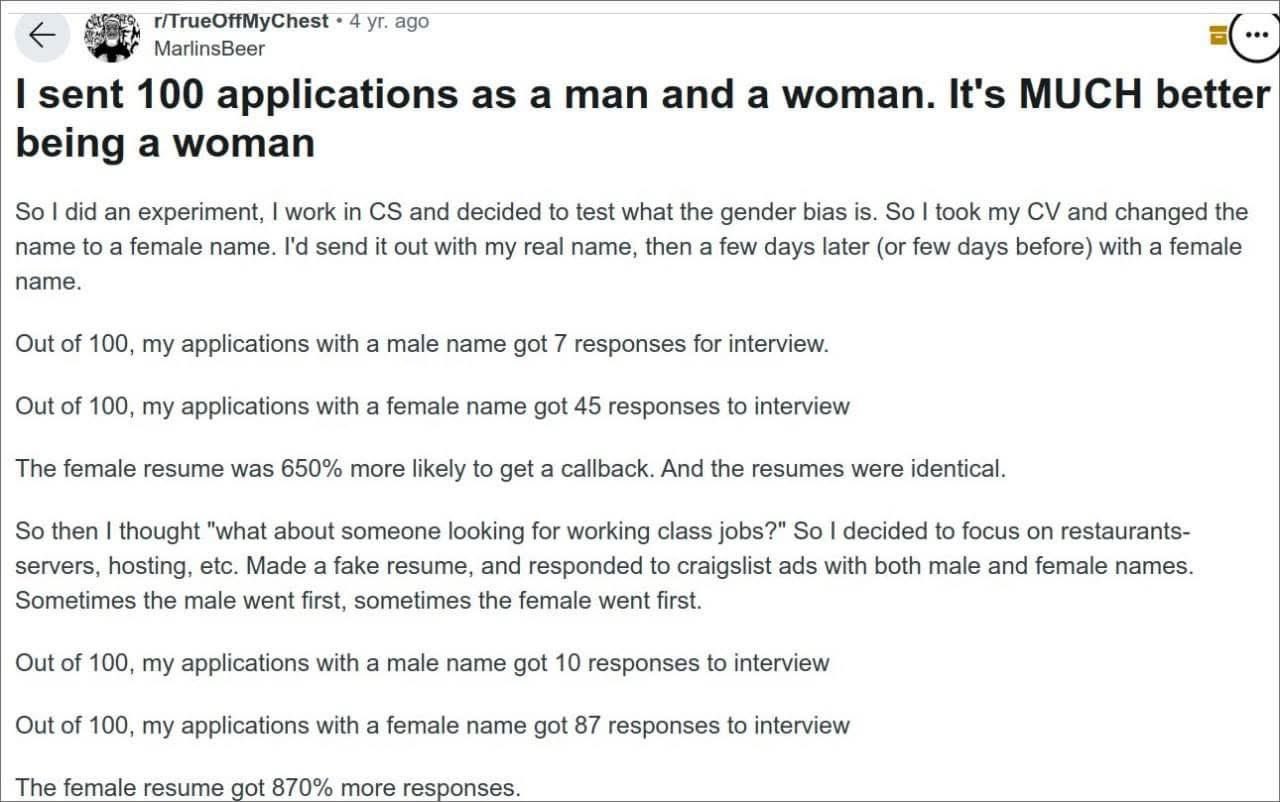 r/TrueOffMyChest • 4 yr. ago
MarlinsBeer
I sent 100 applications as a man and a woman. It's MUCH better
being a woman
So I did an experiment, I work in CS and decided to test what the gender bias is. So I took my CV and changed the
name to a female name. I'd send it out with my real name, then a few days later (or few days before) with a female
name.
Out of 100, my applications with a male name got 7 responses for interview.
Out of 100, my applications with a female name got 45 responses to interview
The female resume was 650% more likely to get a callback. And the resumes were identical.
So then I thought "what about someone looking for working class jobs?" So I decided to focus on restaurants-
servers, hosting, etc. Made a fake resume, and responded to craigslist ads with both male and female names.
Sometimes the male went first, sometimes the female went first.
Out of 100, my applications with a male name got 10 responses to interview
Out of 100, my applications with a female name got 87 responses to interview
The female resume got 870% more responses.